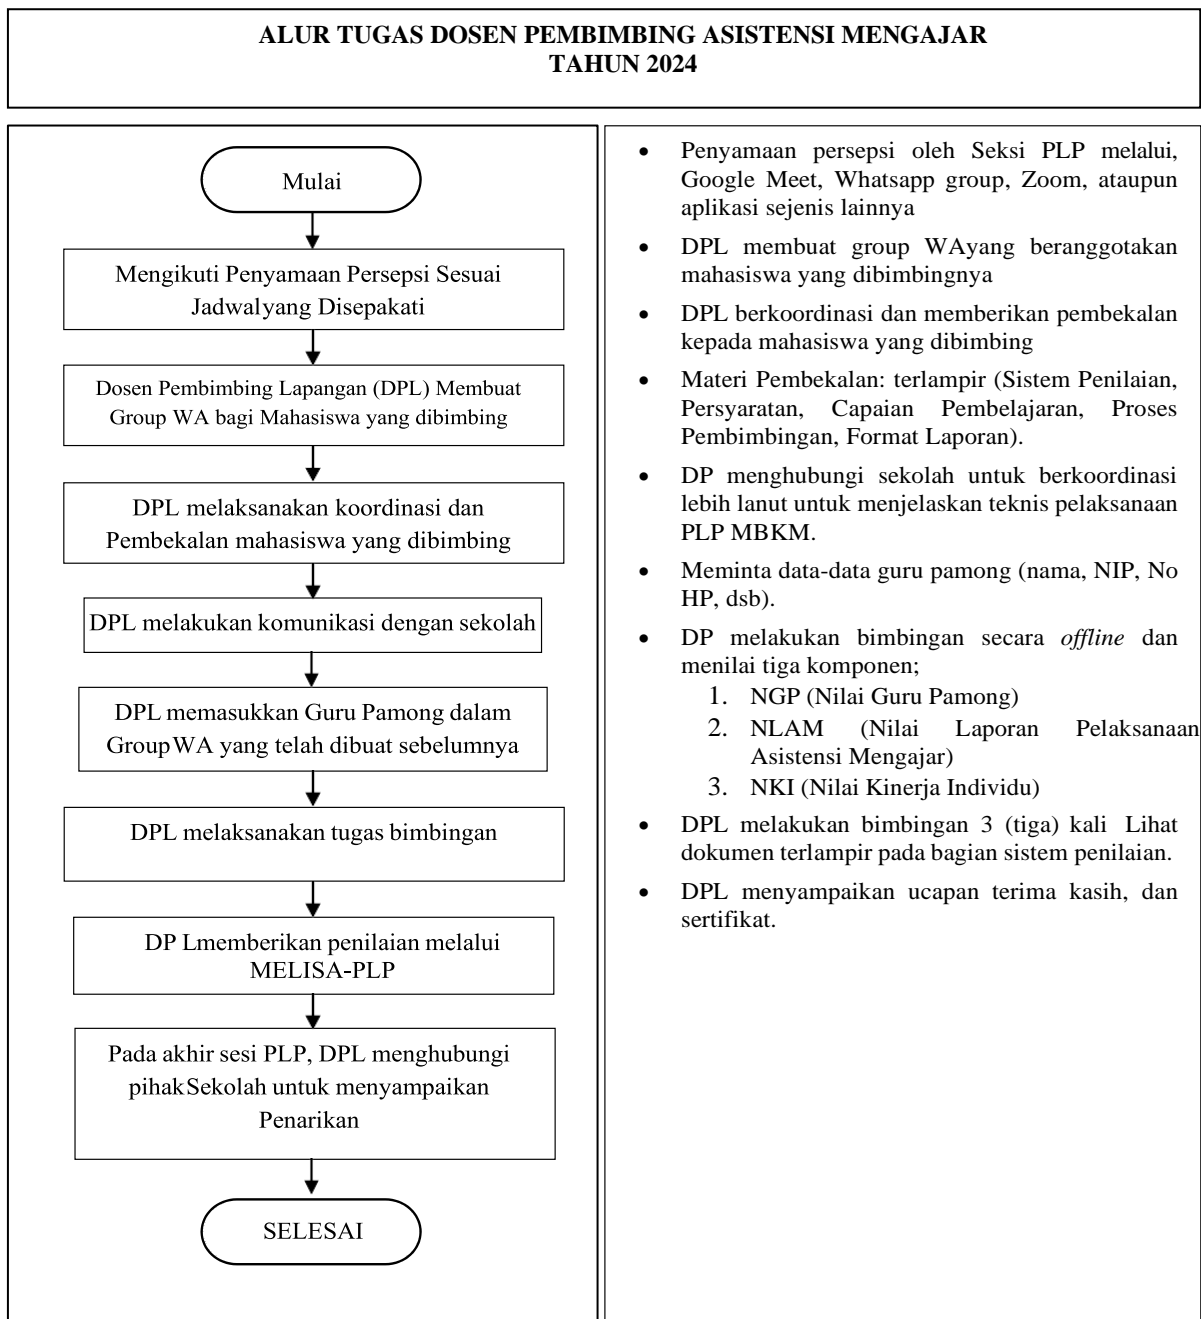 ALUR TUGAS DOSEN PEMBIMBING ASISTENSI MENGAJAR
TAHUN 2024
Mulai
Mengikuti Penyamaan Persepsi Sesuai
Jadwalyang Disepakati
Dosen Pembimbing Lapangan (DPL) Membuat
Group WA bagi Mahasiswa yang dibimbing
DPL melaksanakan koordinasi dan
Pembekalan mahasiswa yang dibimbing
DPL melakukan komunikasi dengan sekolah
DPL memasukkan Guru Pamong dalam
GroupWA yang telah dibuat sebelumnya
DPL melaksanakan tugas bimbingan
DP Lmemberikan penilaian melalui
MELISA-PLP
Pada akhir sesi PLP, DPL menghubungi
pihakSekolah untuk menyampaikan
Penarikan
SELESAI
• Penyamaan persepsi oleh Seksi PLP melalui,
Google Meet, Whatsapp group, Zoom, ataupun
aplikasi sejenis lainnya
• DPL membuat group WAyang beranggotakan
mahasiswa yang dibimbingnya
• DPL berkoordinasi dan memberikan pembekalan
kepada mahasiswa yang dibimbing
• Materi Pembekalan: terlampir (Sistem Penilaian,
Persyaratan, Capaian Pembelajaran, Proses
Pembimbingan, Format Laporan).
• DP menghubungi sekolah untuk berkoordinasi
lebih lanut untuk menjelaskan teknis pelaksanaan
PLP MBKM.
• Meminta data-data guru pamong (nama, NIP, No
HP, dsb).
• DP melakukan bimbingan secara offline dan
menilai tiga komponen;
1. NGP (Nilai Guru Pamong)
2. NLAM (Nilai Laporan Pelaksanaan
Asistensi Mengajar)
3. NKI (Nilai Kinerja Individu)
• DPL melakukan bimbingan 3 (tiga) kali Lihat
dokumen terlampir pada bagian sistem penilaian.
• DPL menyampaikan ucapan terima kasih, dan
sertifikat.